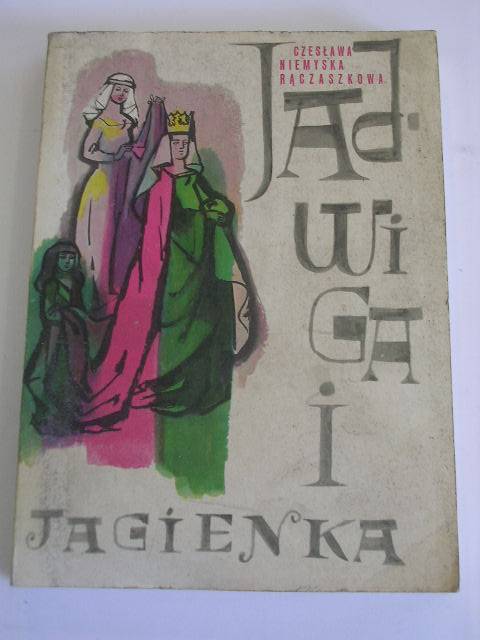 CZESŁAWA
NIEMYSKA
RĄCZASZKOWA
JAD-
WI
GA
I
JAGIENKA